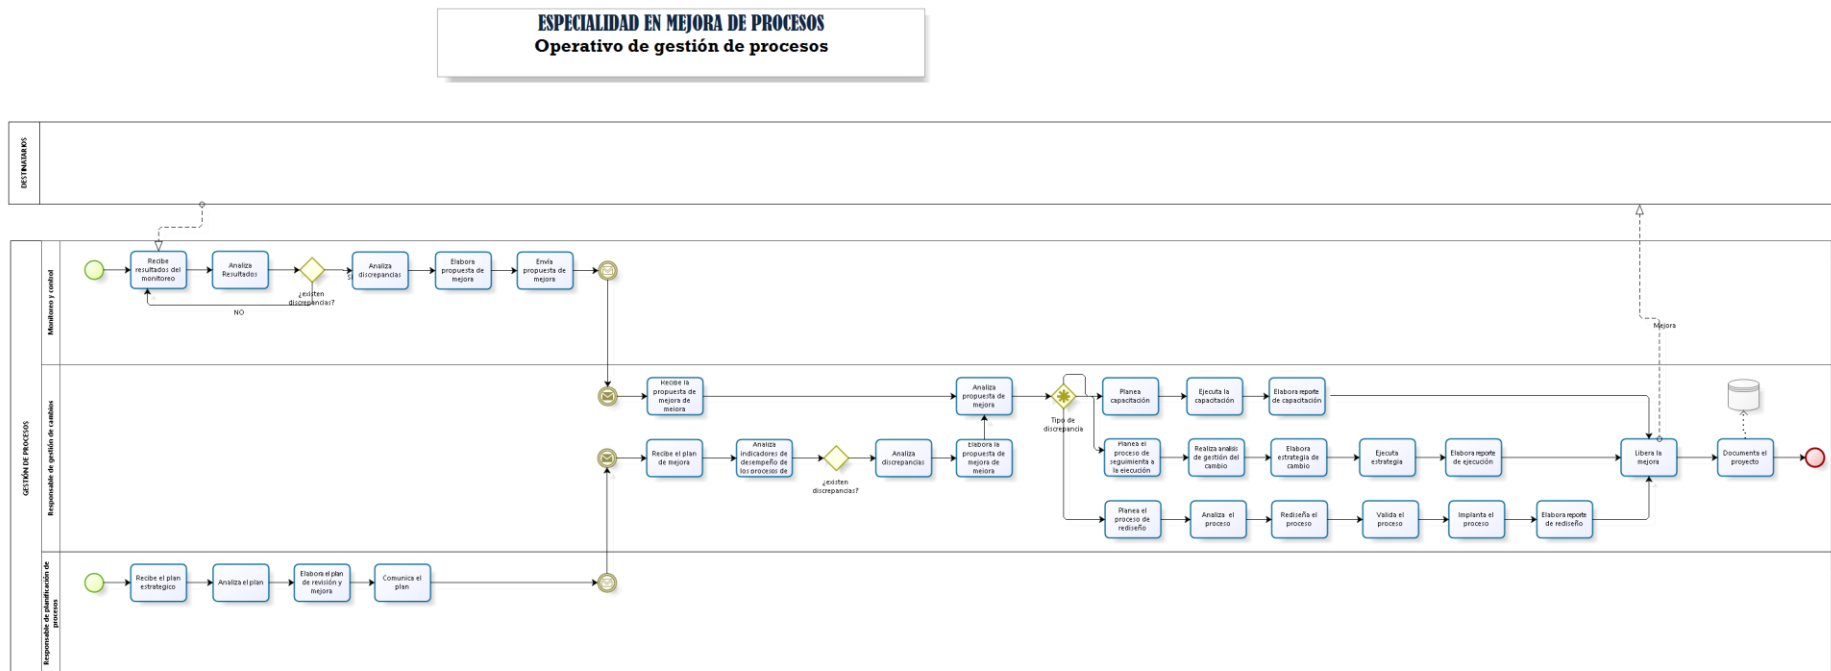 ESPECIALIDAD EN MEJORA DE PROCESOS
Operativo de gestión de procesos
DESTINATARIOS
GESTIÓN DE PROCESOS
Monitoreo y control
Recibe
resultados del
monitoreo
Analiza
Resultados
¿existen
discrepancias?
NO
Analiza
discrepancias
Elabora
propuesta de
mejora
Envía
propuesta de
mejora
Mejora
Responsable de gestión de cambios
Recibe la
propuesta de
mejora de
mejora
Analiza
propuesta de
mejora
Tipo de
discrepancia
Planea
capacitación
Ejecuta la
capacitación
Elabora reporte
de capacitación
Recibe el plan
de mejora
Analiza
indicadores de
desempeño de
los procesos de
¿existen
discrepancias?
Analiza
discrepancias
Elabora la
propuesta de
mejora de
mejora
Planea el
proceso de
seguimiento a
la ejecución
Realiza analisis
de gestión del
cambio
Elabora
estrategia de
cambio
Ejecuta
estrategia
Elabora reporte
de ejecución
Libera la
mejora
Documenta el
proyecto
Planea el
proceso de
rediseño
Analiza el
proceso
Rediseña el
proceso
Valida el
proceso
Implanta el
proceso
Elabora reporte
de rediseño
Responsable de planificación de
procesos
Recibe el plan
estrategico
Analiza el plan
Elabora el plan
de revisión y
mejora
Comunica el
plan